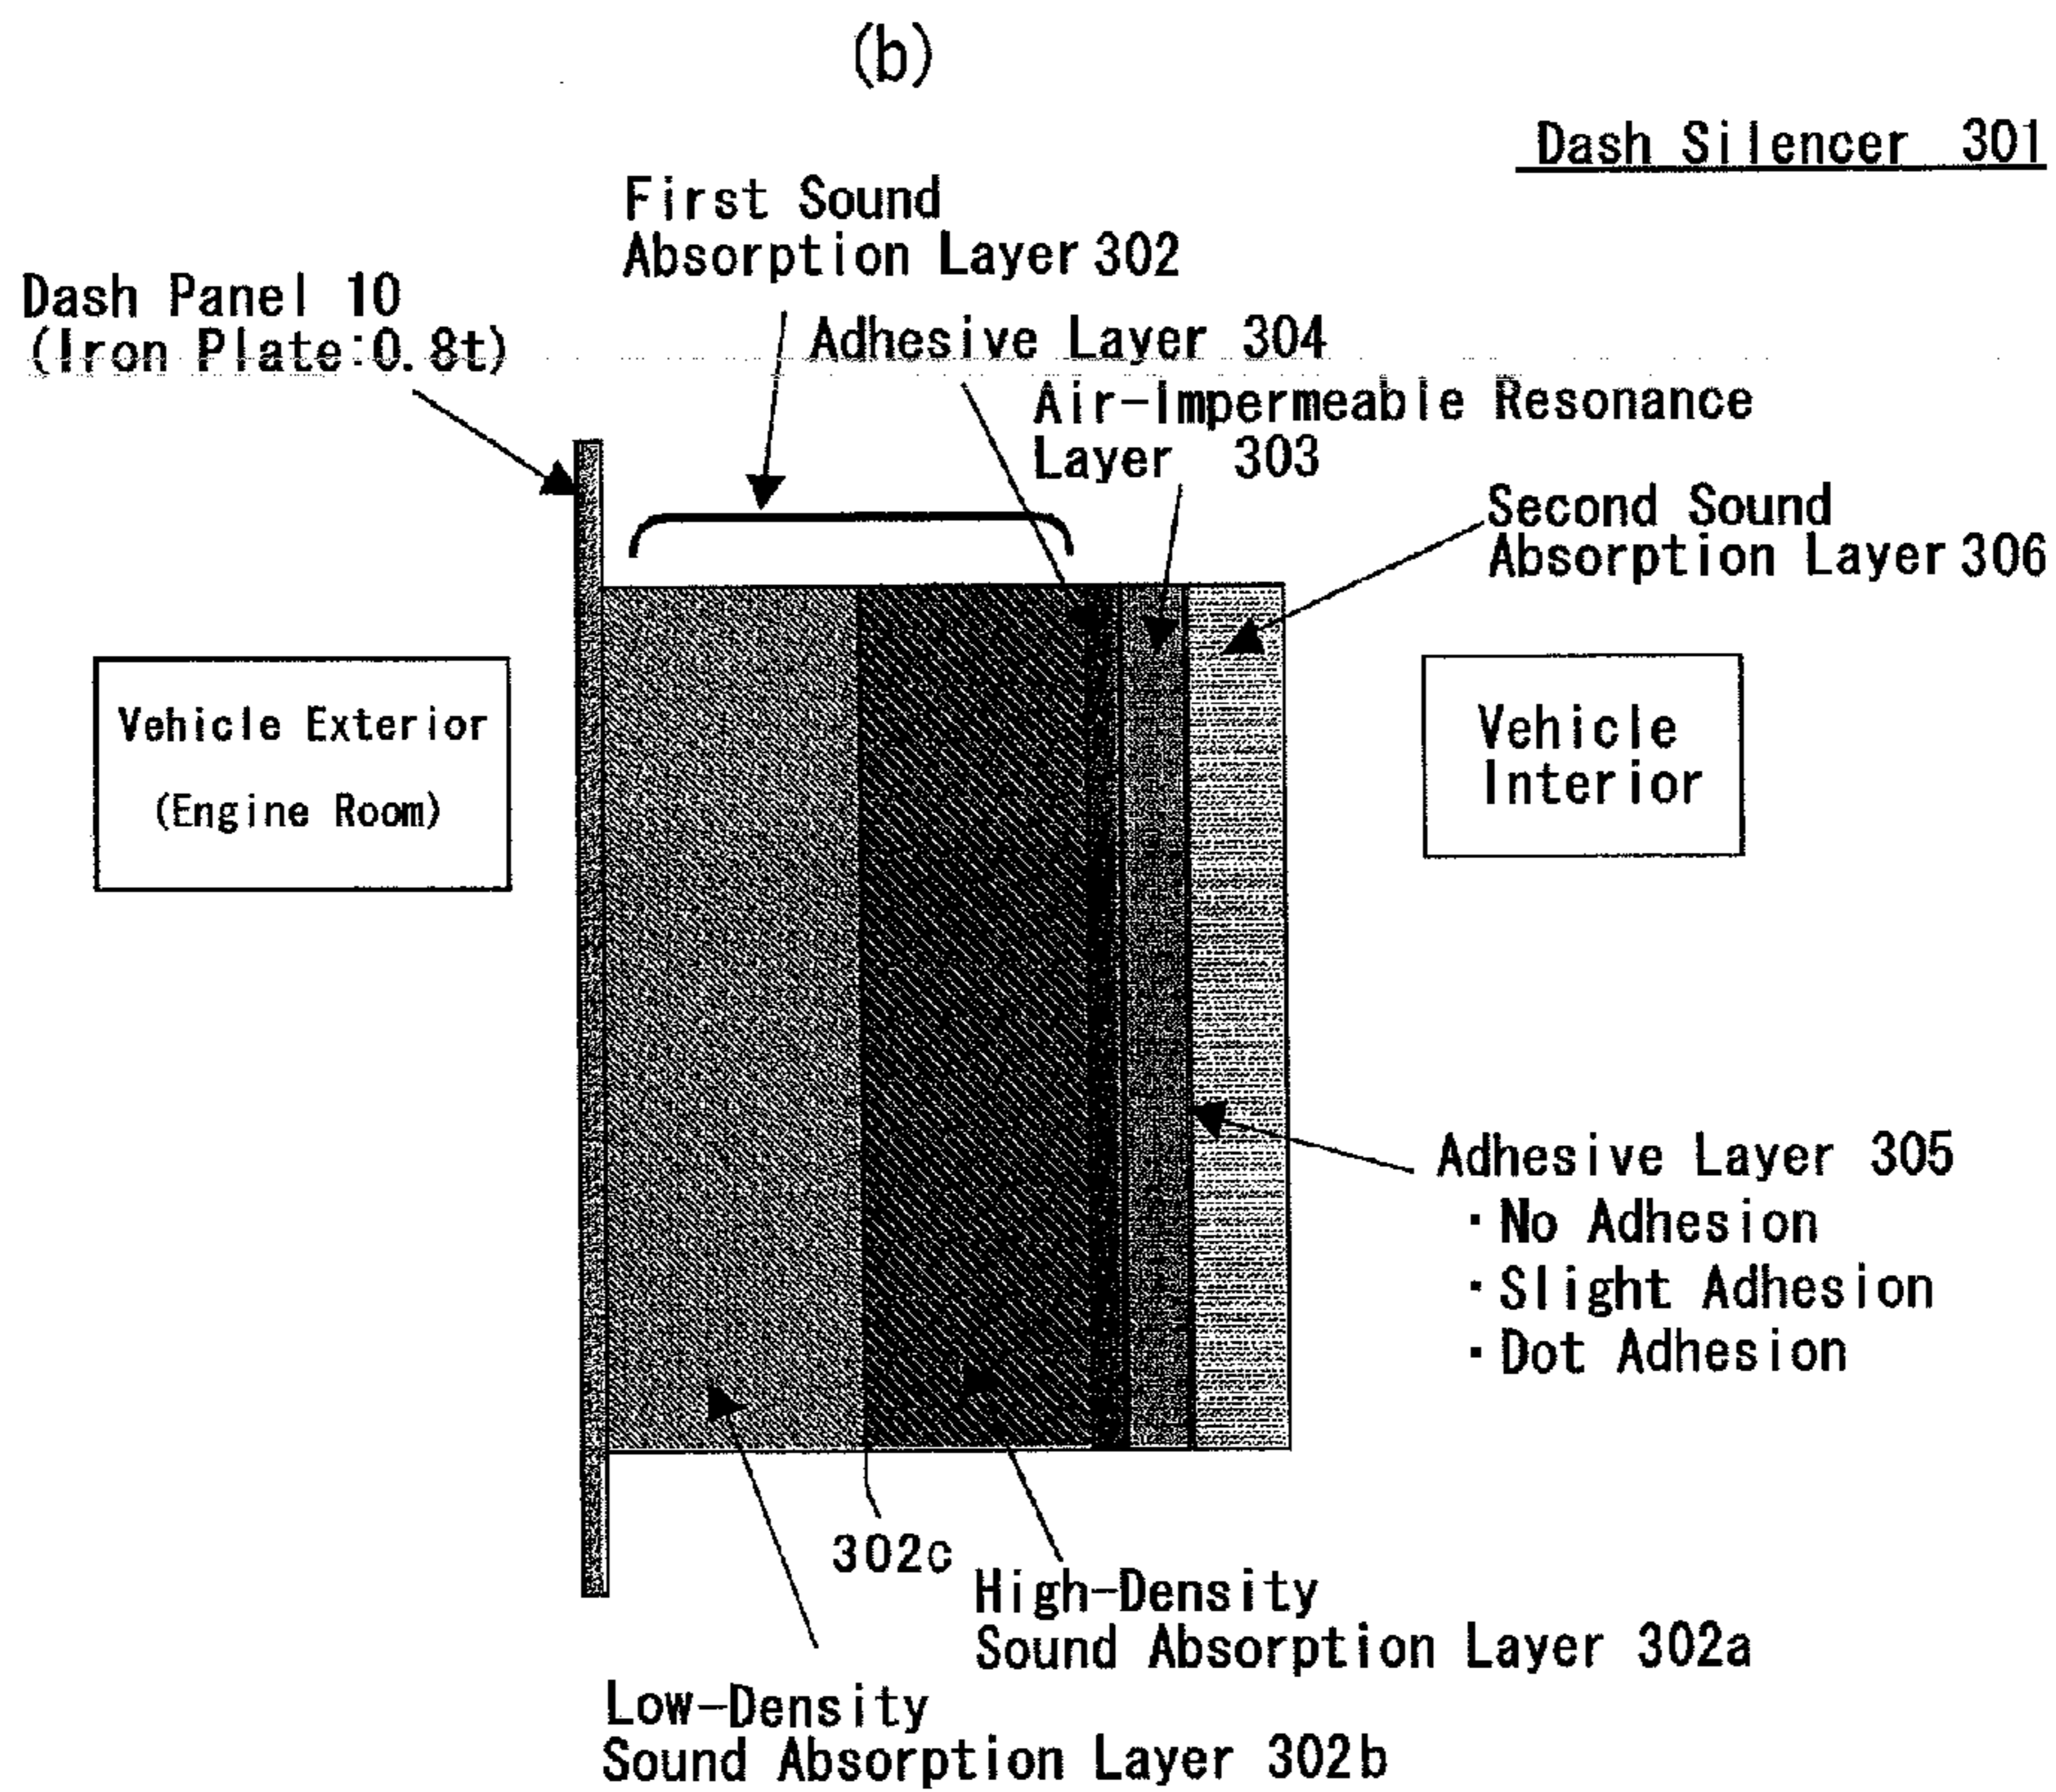 (b)
Dash Silencer 301
First Sound
Absorption Layer 302
Dash Panel 10
(Iron Plate:0.8t)
Adhesive Layer 304
Air-Impermeable Resonance
Layer 303
Second Sound
Absorption Layer 306
Vehicle Exterior
(Engine Room)
Vehicle
Interior
Adhesive Layer 305
・No Adhesion
・Slight Adhesion
・Dot Adhesion
302c
High-Density
Sound Absorption Layer 302a
Low-Density
Sound Absorption Layer 302b